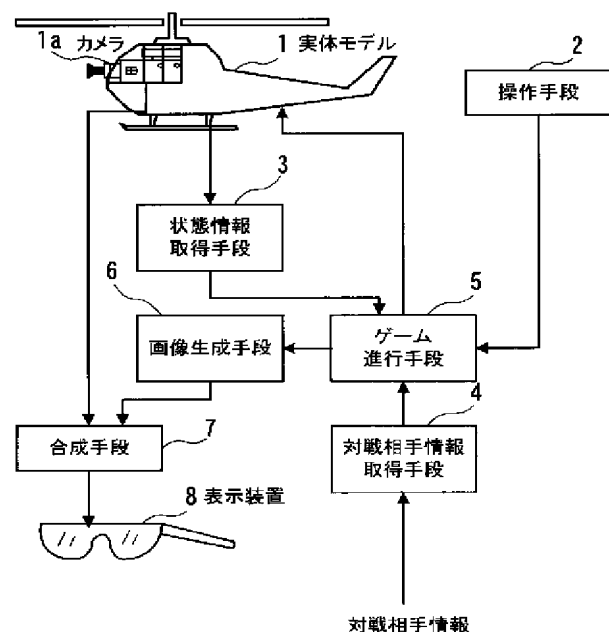 1a カメラ
1 実体モデル
2
操作手段
3
状態情報
取得手段
6
画像生成手段
5
ゲーム
進行手段
4
対戦相手情報
取得手段
7
合成手段
8 表示装置
対戦相手情報